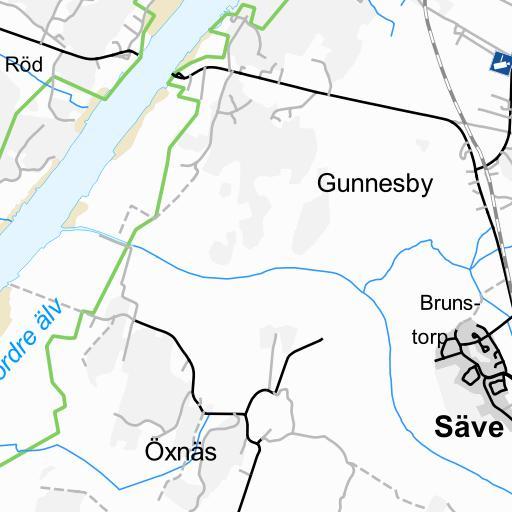 Röd
Gunnesby
Bruns-
torp
ordre älv
Säve
Öxnäs